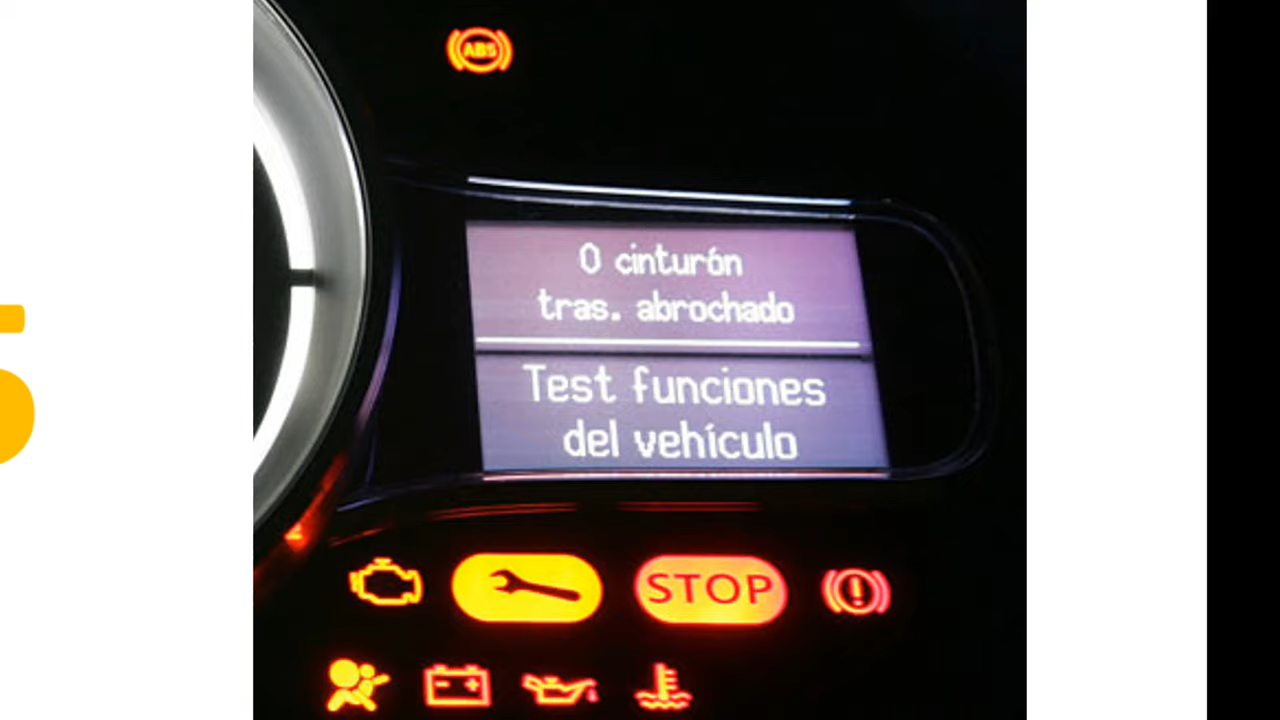 ABS
0 cinturón
tras. abrochado
Test funciones
del vehículo
STOP